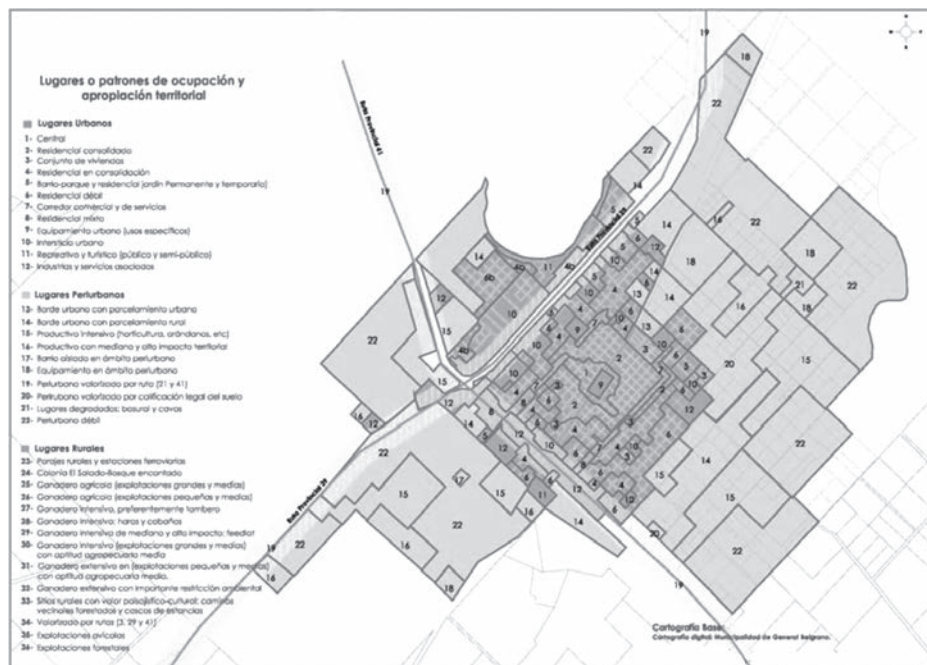 Lugares o patrones de ocupación y
apropiación territorial
Lugares Urbanos
1- Central
2- Residencial consolidado
3- Conjunto de viviendas
4- Residencial en consolidación
5- Barrio-parque y residencial jardín Permanente y temporario)
6- Residencial débil
7- Corredor comercial y de servicios
8- Residencial mixto
9- Equipamiento urbano (usos específicos)
10- Intersticio urbano
11- Recreativo y turístico (público y semi-público)
12- Industrias y servicios asociados
Lugares Periurbanos
13- Borde urbano con parcelamiento urbano
14- Borde urbano con parcelamiento rural
15- Productivo intensivo (horticultura, arándanos, etc)
16- Productivo con mediano y alto impacto territorial
17- Barrio aislado en ámbito periurbano
18- Equipamiento en ámbito periurbano
19- Periurbano valorizado por ruta (21 y 41)
20- Periurbano valorizado por calificación legal del suelo
21- Lugares degradados: basural y cavas
22- Periurbano débil
Lugares Rurales
23- Parajes rurales y estaciones ferroviarias
24- Colonia El Salado-Bosque encantado
25- Ganadero agrícola (explotaciones grandes y medias)
26- Ganadero agrícola (explotaciones pequeñas y medias)
27- Ganadero intensivo, preferentemente tambero
28- Ganadero intensivo: haras y cabañas
29- Ganadero intensivo de mediano y alto impacto: feedlot
30- Ganadero intensivo (explotaciones grandes y medias)
con aptitud agropecuaria media
31- Ganadero extensivo en (explotaciones pequeñas y medias)
con aptitud agropecuaria media.
32- Ganadero extensivo con importante restricción ambiental
33- Sitios rurales con valor paisajístico-cultural: caminos
vecinales forestados y cascos de estancias
34- Valorizado por rutas (3, 29 y 41)
35- Explotaciones avícolas
36- Explotaciones forestales
Ruta Provincial 41
Ruta Provincial 29
Ruta Provincial 29
Cartografía Base:
Cartografía digital: Municipalidad de General Belgrano.